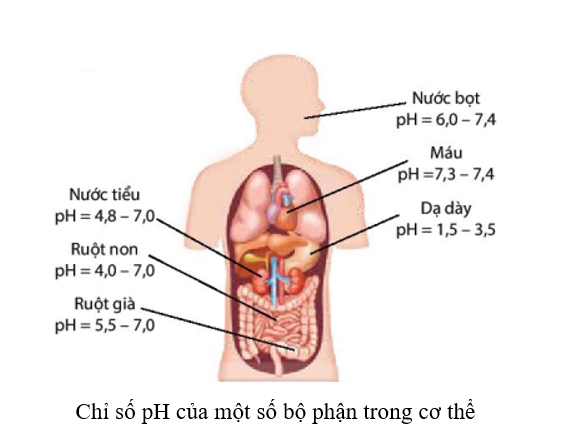 Nước bọt
pH = 6,0 – 7,4
Máu
pH =7,3 – 7,4
Dạ dày
pH = 1,5 – 3,5
Nước tiểu
pH = 4,8 – 7,0
Ruột non
pH = 4,0 – 7,0
Ruột già
pH = 5,5 – 7,0
Chỉ số pH của một số bộ phận trong cơ thể